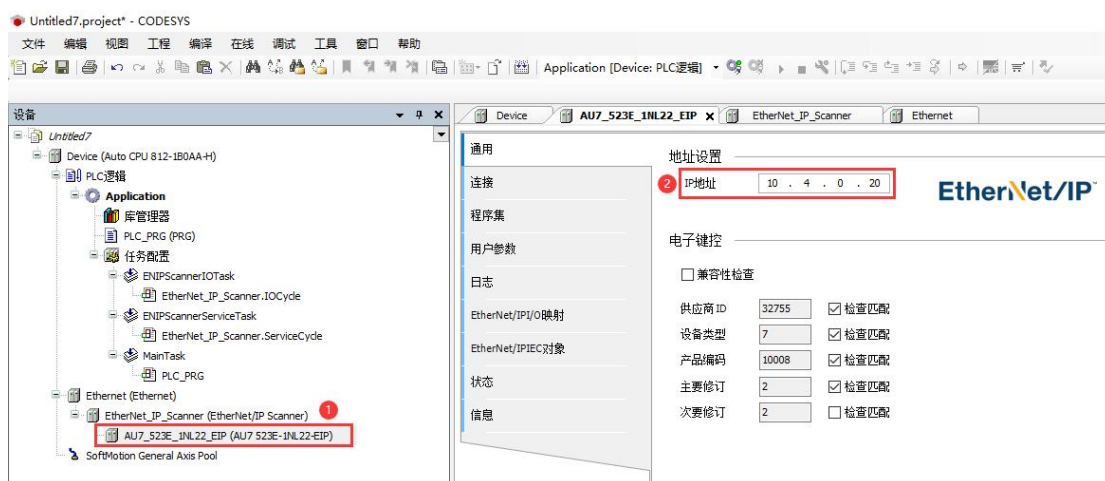 Untitled7.project* - CODESYS
文件 编辑 视图 工程 编译 在线 调试 工具 窗口 帮助
Application [Device: PLC逻辑]
设备
Untitled7
Device (Auto CPU 812-1B0AA-H)
PLC逻辑
Application
库管理器
PLC_PRG (PRG)
任务配置
ENIPScannerIOTask
EtherNet_IP_Scanner.IOCycle
ENIPScannerServiceTask
EtherNet_IP_Scanner.ServiceCycle
MainTask
PLC_PRG
Ethernet (Ethernet)
EtherNet_IP_Scanner (EtherNet/IP Scanner) 1
AU7_523E_1NL22_EIP (AU7 523E-1NL22-EIP)
SoftMotion General Axis Pool
Device AU7_523E_1NL22_EIP EtherNet_IP_Scanner Ethernet
通用
连接
程序集
用户参数
日志
EtherNet/IPI/O映射
EtherNet/IPIEC对象
状态
信息
地址设置
2 IP地址 10 . 4 . 0 . 20
EtherNet/IP
电子键控
兼容性检查
供应商ID 32755 检查匹配
设备类型 7 检查匹配
产品编码 10008 检查匹配
主要修订 2 检查匹配
次要修订 2 检查匹配